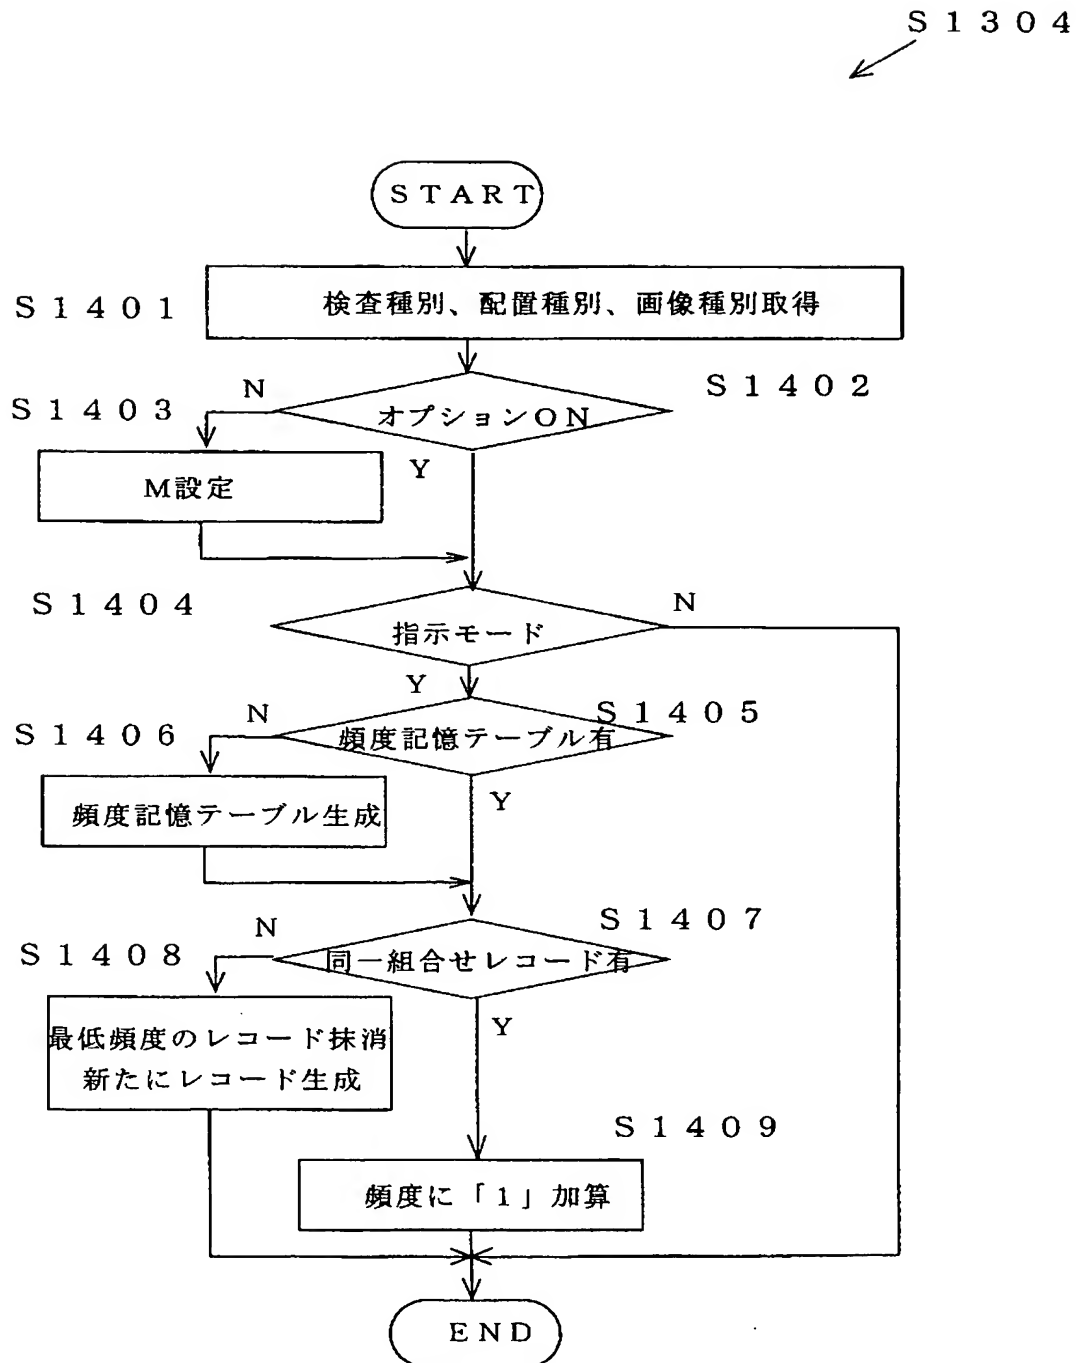 S1304
START
S1401
検査種別、配置種別、画像種別取得
N
S1402
S1403
オプションON
Y
M設定
S1404
N
指示モード
Y
N
S1405
S1406
頻度記憶テーブル有
Y
頻度記憶テーブル生成
N
S1407
S1408
同一組合せレコード有
Y
最低頻度のレコード抹消
新たにレコード生成
S1409
頻度に「1」加算
END